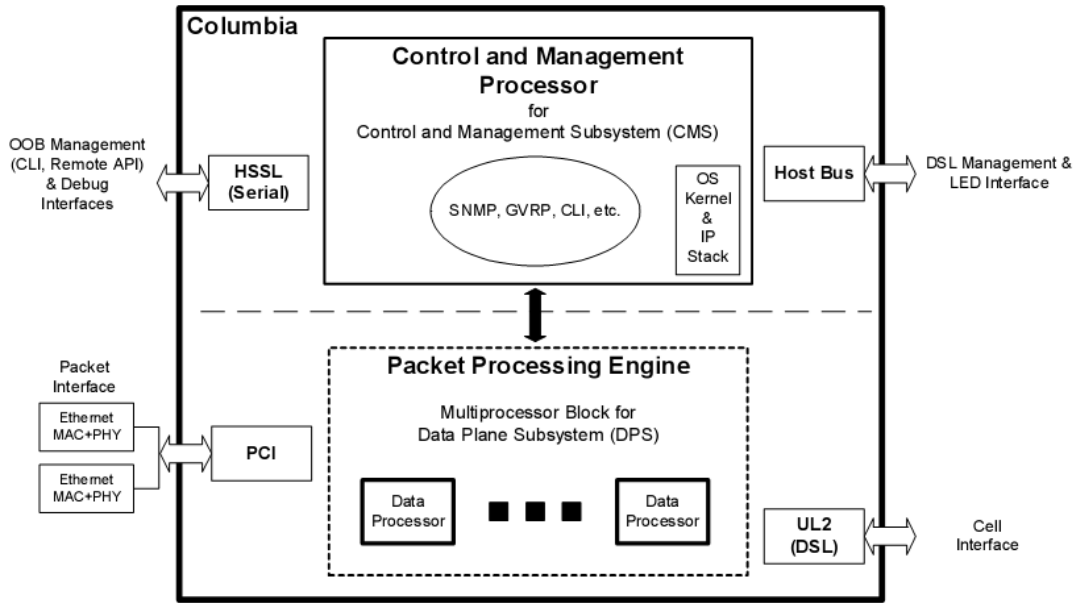 Columbia
Control and Management
Processor
for
Control and Management Subsystem (CMS)
SNMP, GVRP, CLI, etc.
OS
Kernel
&
IP
Stack
OOB Management
(CLI, Remote API)
& Debug
Interfaces
HSSL
(Serial)
Host Bus
DSL Management &
LED Interface
Packet Processing Engine
Multiprocessor Block for
Data Plane Subsystem (DPS)
Data
Processor
Data
Processor
Packet
Interface
Ethernet
MAC+PHY
Ethernet
MAC+PHY
PCI
UL2
(DSL)
Cell
Interface